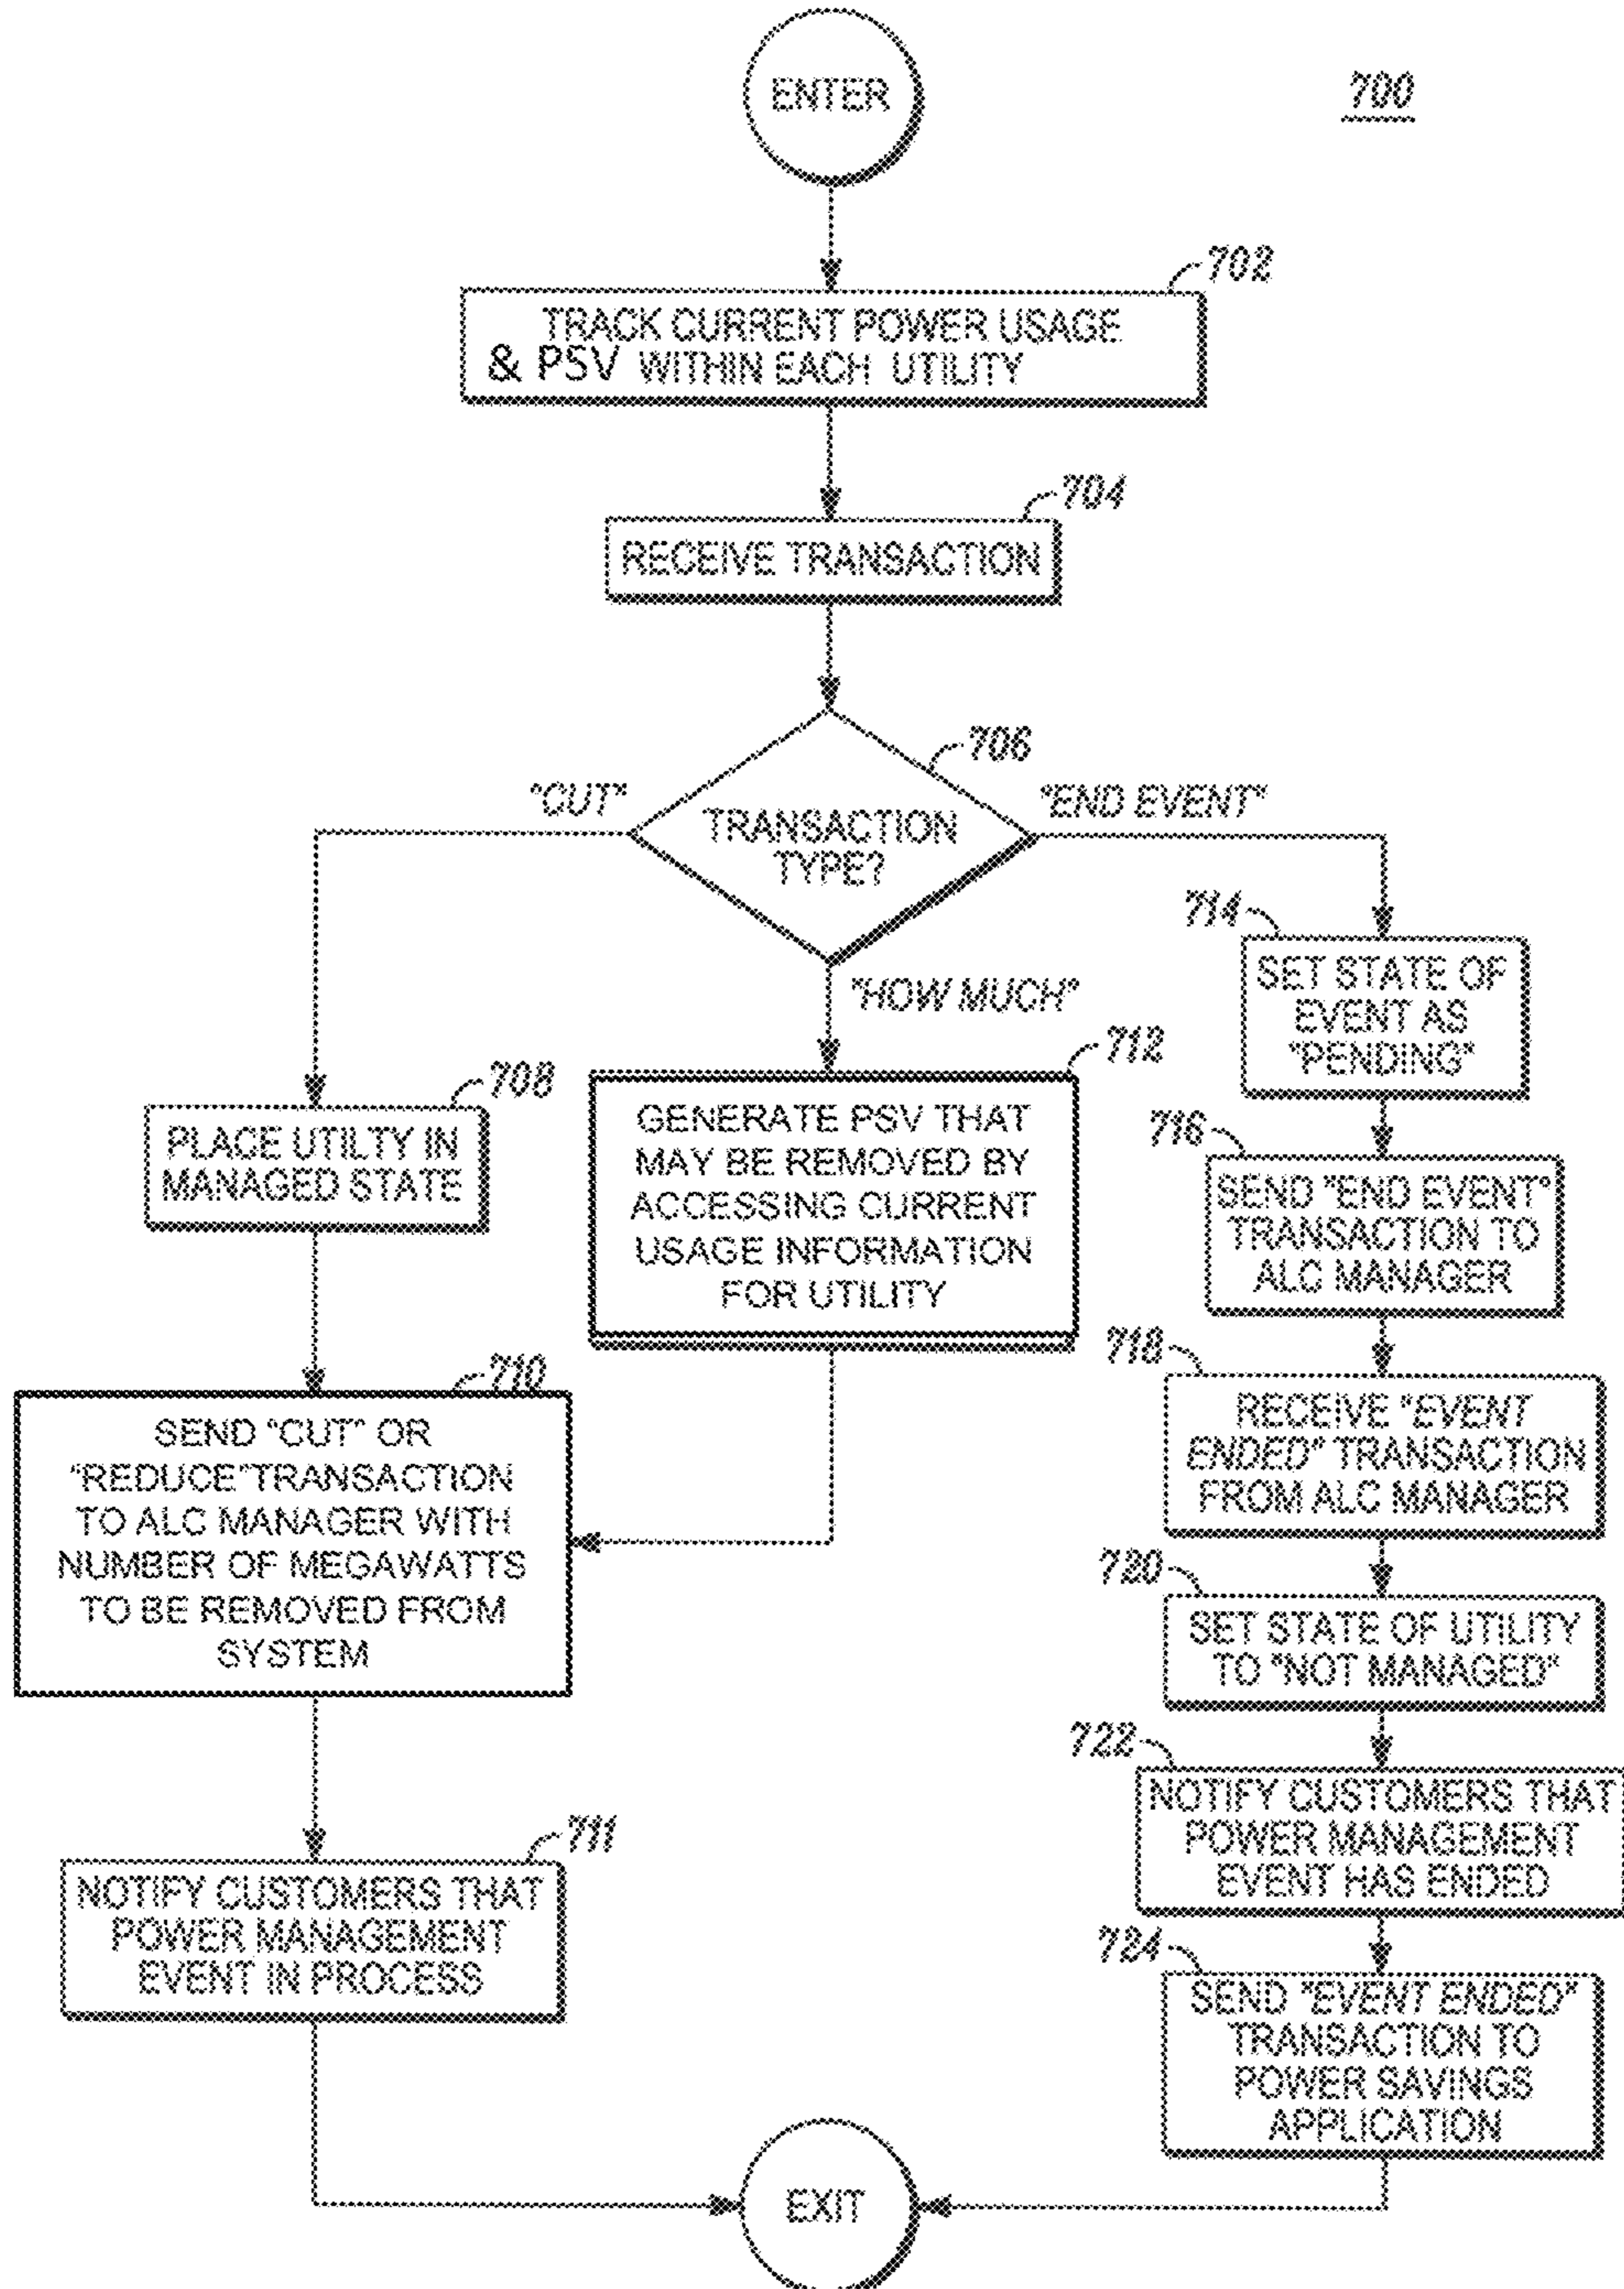 ENTER
700
702
TRACK CURRENT POWER USAGE
& PSV WITHIN EACH UTILITY
704
RECEIVE TRANSACTION
706
"CUT"
TRANSACTION
TYPE?
"END EVENT"
"HOW MUCH"
708
PLACE UTILTY IN
MANAGED STATE
712
GENERATE PSV THAT
MAY BE REMOVED BY
ACCESSING CURRENT
USAGE INFORMATION
FOR UTILITY
710
SEND "CUT" OR
"REDUCE"TRANSACTION
TO ALC MANAGER WITH
NUMBER OF MEGAWATTS
TO BE REMOVED FROM
SYSTEM
711
NOTIFY CUSTOMERS THAT
POWER MANAGEMENT
EVENT IN PROCESS
714
SET STATE OF
EVENT AS
"PENDING"
716
SEND "END EVENT"
TRANSACTION TO
ALC MANAGER
718
RECEIVE "EVENT
ENDED" TRANSACTION
FROM ALC MANAGER
720
SET STATE OF UTILITY
TO "NOT MANAGED"
722
NOTIFY CUSTOMERS THAT
POWER MANAGEMENT
EVENT HAS ENDED
724
SEND "EVENT ENDED"
TRANSACTION TO
POWER SAVINGS
APPLICATION
EXIT